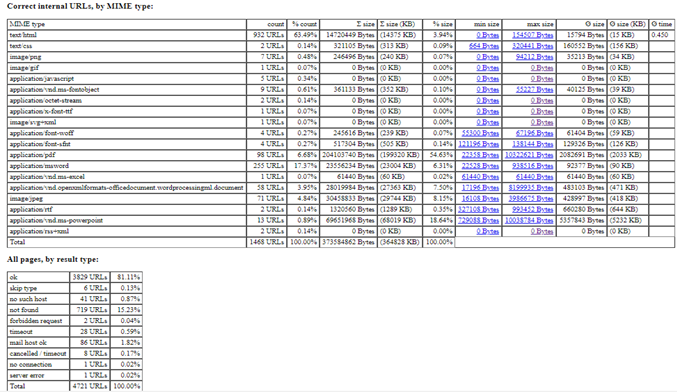 Correct internal URLs, by MIME type:
MIME type count % count Σ size Σ size (KB) % size min size max size Ø size Ø size (KB) Ø time
text/html 932 URLs 63.49% 14720449 Bytes (14375 KB) 3.94% 0 Bytes 154507 Bytes 15794 Bytes (15 KB) 0.450
text/css 2 URLs 0.14% 321105 Bytes (313 KB) 0.09% 664 Bytes 320441 Bytes 160552 Bytes (156 KB)
image/png 7 URLs 0.48% 246496 Bytes (240 KB) 0.07% 0 Bytes 94212 Bytes 35213 Bytes (34 KB)
image/gif 1 URLs 0.07% 0 Bytes (0 KB) 0.00% 0 Bytes 0 Bytes 0 Bytes (0 KB)
application/javascript 5 URLs 0.34% 0 Bytes (0 KB) 0.00% 0 Bytes 0 Bytes 0 Bytes (0 KB)
application/vnd.ms-fontobject 9 URLs 0.61% 361133 Bytes (352 KB) 0.10% 0 Bytes 55227 Bytes 40125 Bytes (39 KB)
application/octet-stream 2 URLs 0.14% 0 Bytes (0 KB) 0.00% 0 Bytes 0 Bytes 0 Bytes (0 KB)
application/x-font-ttf 1 URLs 0.07% 0 Bytes (0 KB) 0.00% 0 Bytes 0 Bytes 0 Bytes (0 KB)
image/svg+xml 1 URLs 0.07% 0 Bytes (0 KB) 0.00% 0 Bytes 0 Bytes 0 Bytes (0 KB)
application/font-woff 4 URLs 0.27% 245616 Bytes (239 KB) 0.07% 55300 Bytes 67196 Bytes 61404 Bytes (59 KB)
application/font-sfnt 4 URLs 0.27% 517304 Bytes (505 KB) 0.14% 121196 Bytes 138144 Bytes 129326 Bytes (126 KB)
application/pdf 98 URLs 6.68% 204103740 Bytes (199320 KB) 54.63% 22358 Bytes 10322621 Bytes 2082691 Bytes (2033 KB)
application/msword 255 URLs 17.37% 23556234 Bytes (23004 KB) 6.31% 22528 Bytes 938516 Bytes 92377 Bytes (90 KB)
application/vnd.ms-excel 1 URLs 0.07% 61440 Bytes (60 KB) 0.02% 61440 Bytes 61440 Bytes 61440 Bytes (60 KB)
application/vnd.openxmlformats-officedocument.wordprocessingml.document 58 URLs 3.95% 28019984 Bytes (27363 KB) 7.50% 17196 Bytes 8199935 Bytes 483103 Bytes (471 KB)
image/jpeg 71 URLs 4.84% 30458833 Bytes (29744 KB) 8.15% 16108 Bytes 3986675 Bytes 428997 Bytes (418 KB)
application/rtf 2 URLs 0.14% 1320560 Bytes (1289 KB) 0.35% 327108 Bytes 993452 Bytes 660280 Bytes (644 KB)
application/vnd.ms-powerpoint 13 URLs 0.89% 69651968 Bytes (68019 KB) 18.64% 729088 Bytes 10038784 Bytes 5357843 Bytes (5232 KB)
application/rss+xml 2 URLs 0.14% 0 Bytes (0 KB) 0.00% 0 Bytes 0 Bytes 0 Bytes (0 KB)
Total 1468 URLs 100.00% 373584862 Bytes (364828 KB) 100.00%
All pages, by result type:
ok 3829 URLs 81.11%
skip type 6 URLs 0.13%
no such host 41 URLs 0.87%
not found 719 URLs 15.23%
forbidden request 2 URLs 0.04%
timeout 28 URLs 0.59%
mail host ok 86 URLs 1.82%
cancelled / timeout 8 URLs 0.17%
no connection 1 URLs 0.02%
server error 1 URLs 0.02%
Total 4721 URLs 100.00%